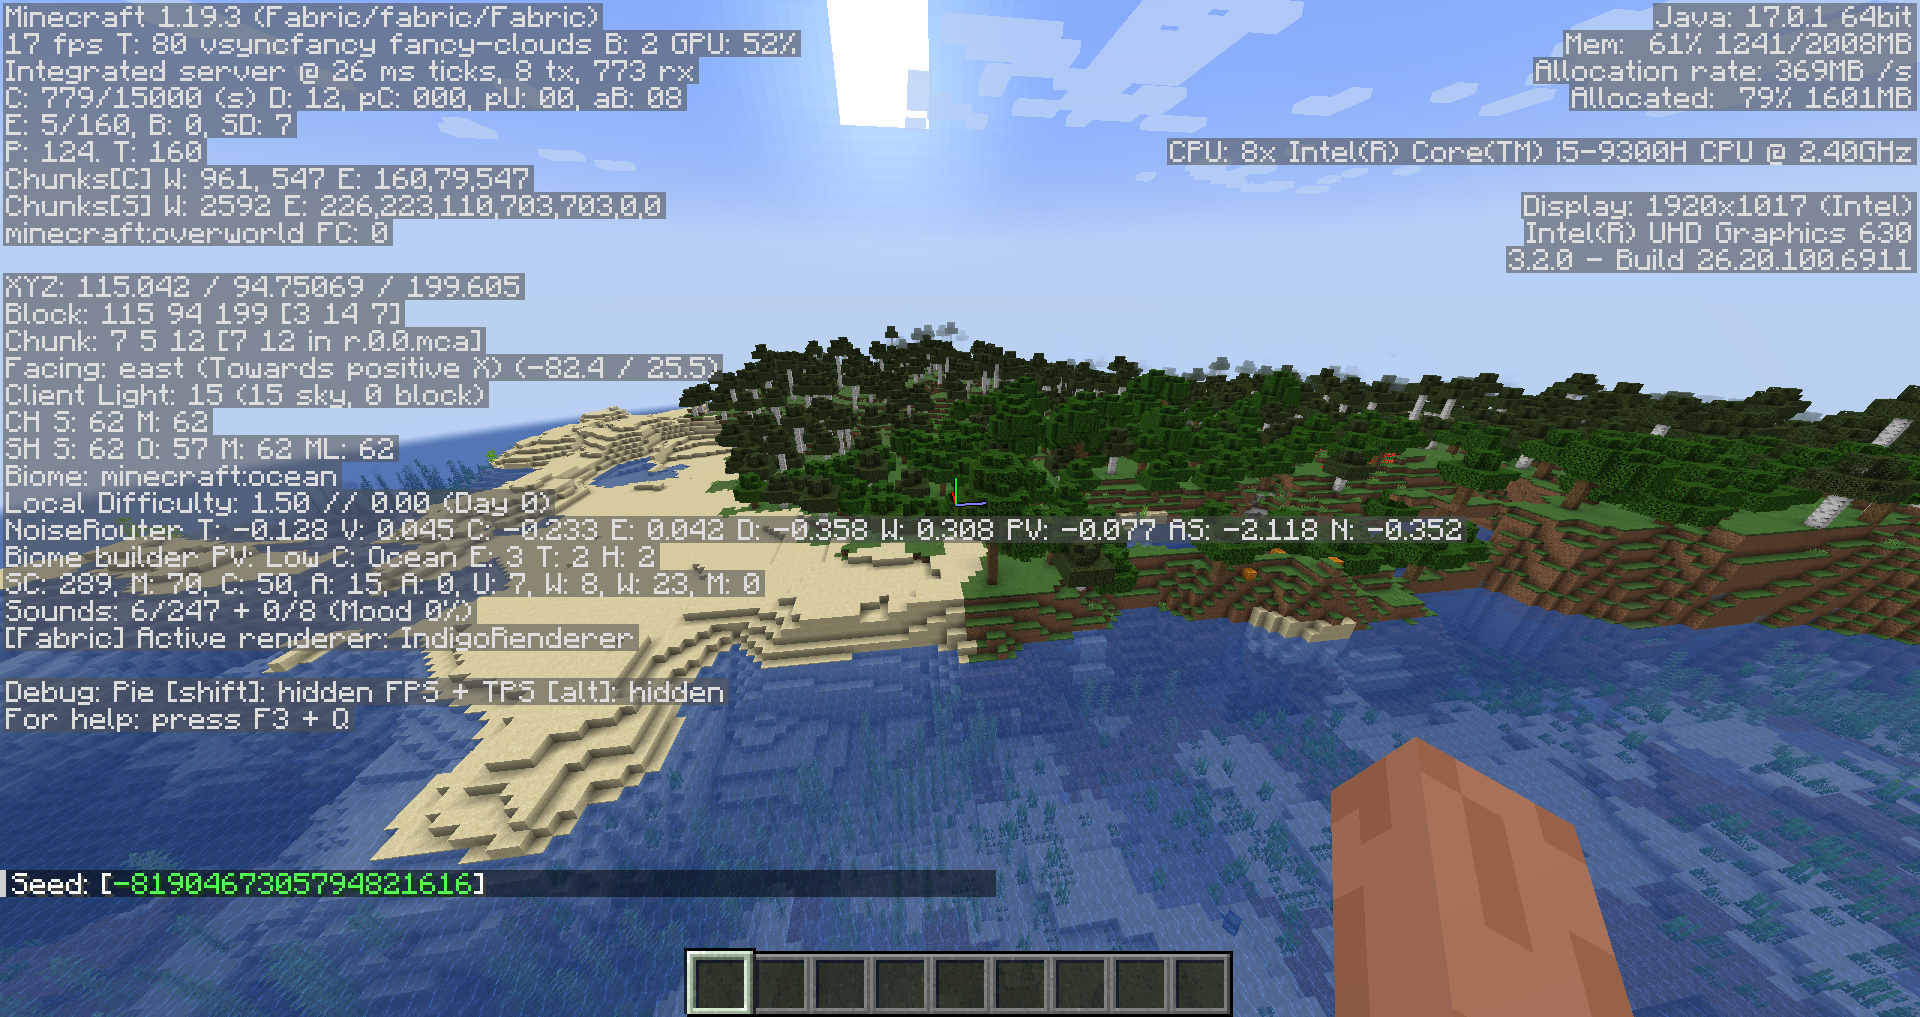 Minecraft 1.19.3 (Fabric/fabric/Fabric)
17 fps T: 80 vsyncfancy fancy-clouds B: 2 GPU: 52%
Integrated server @ 26 ms ticks, 8 tx, 773 rx
C: 779/15000 (s) D: 12, pC: 000, pU: 00, aB: 08
E: 5/160, B: 0, SD: 7
P: 124. T: 160
Chunks[C] W: 961, 547 E: 160,79,547
Chunks[S] W: 2592 E: 226,223,110,703,703,0,0
minecraft:overworld FC: 0
XYZ: 115.042 / 94.75069 / 199.605
Block: 115 94 199 [3 14 7]
Chunk: 7 5 12 [7 12 in r.0.0.mca]
Facing: east (Towards positive X) (-82.4 / 25.5)
Client Light: 15 (15 sky, 0 block)
CH S: 62 M: 62
SH S: 62 O: 57 M: 62 ML: 62
Biome: minecraft:ocean
Local Difficulty: 1.50 // 0.00 (Day 0)
NoiseRouter T: -0.128 V: 0.045 C: -0.233 E: 0.042 D: -0.358 W: 0.308 PV: -0.077 AS: -2.118 N: -0.352
Biome builder PV: Low C: Ocean E: 3 T: 2 H: 2
SC: 289, M: 70, C: 50, A: 15, A: 0, U: 7, W: 8, W: 23, M: 0
Sounds: 6/247 + 0/8 (Mood 0%)
[Fabric] Active renderer: IndigoRenderer
Debug: Pie [shift]: hidden FPS + TPS [alt]: hidden
For help: press F3 + Q
Java: 17.0.1 64bit
Mem: 61% 1241/2008MB
Allocation rate: 369MB /s
Allocated: 79% 1601MB
CPU: 8x Intel(R) Core(TM) i5-9300H CPU @ 2.40GHz
Display: 1920x1017 (Intel)
Intel(R) UHD Graphics 630
3.2.0 - Build 26.20.100.6911
Seed: [-8190467305794821616]